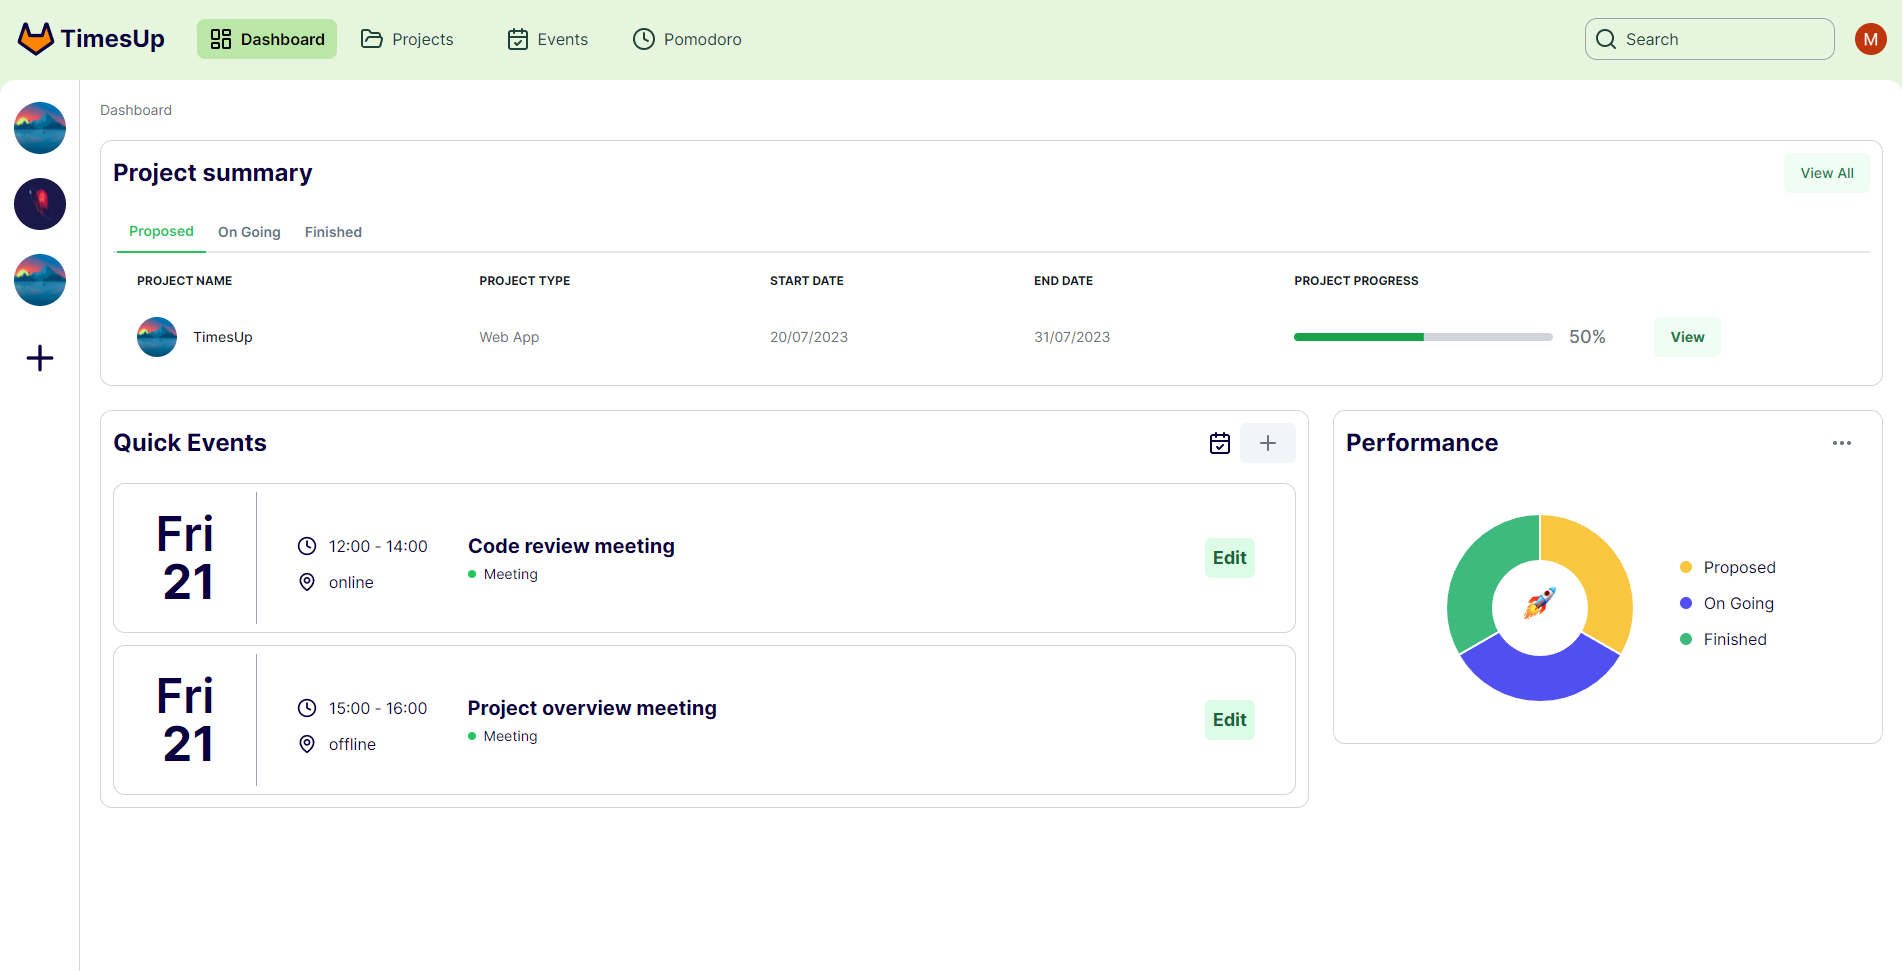 TimesUp
Dashboard
Projects
Events
Pomodoro
Search
M
Dashboard
Project summary
View All
Proposed
On Going
Finished
PROJECT NAME
PROJECT TYPE
START DATE
END DATE
PROJECT PROGRESS
TimesUp
Web App
20/07/2023
31/07/2023
50%
View
Quick Events
Fri
21
12:00 - 14:00
online
Code review meeting
Meeting
Edit
Fri
21
15:00 - 16:00
offline
Project overview meeting
Meeting
Edit
Performance
Proposed
On Going
Finished